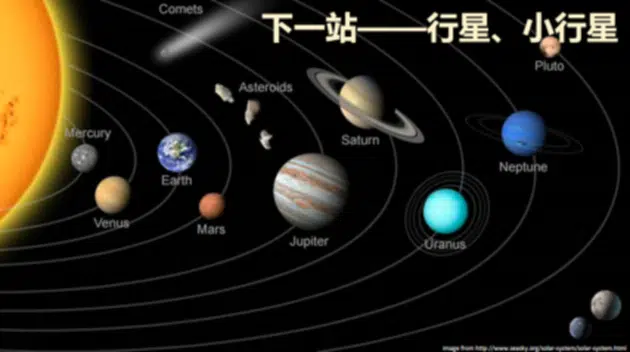 Comets
下一站——行星、小行星
Pluto
Asteroids
Saturn
Mercury
Neptune
Earth
Venus
Mars
Jupiter
Uranus
Image from http://www.seasky.org/solar-system/solar-system.html